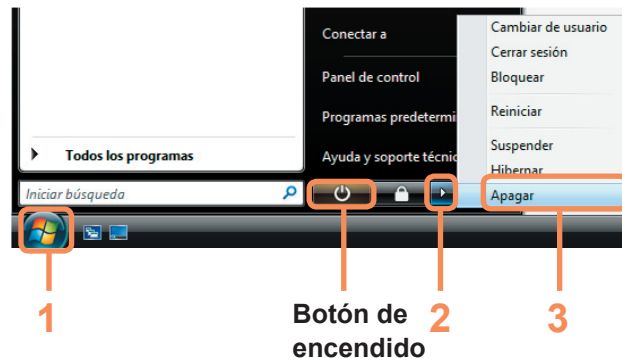 Conectar a
Panel de control
Programas predetermi
Ayuda y soporte técnic
Todos los programas
Iniciar búsqueda
Cambiar de usuario
Cerrar sesión
Bloquear
Reiniciar
Suspender
Hibernar
Apagar
1
Botón de
encendido
2
3